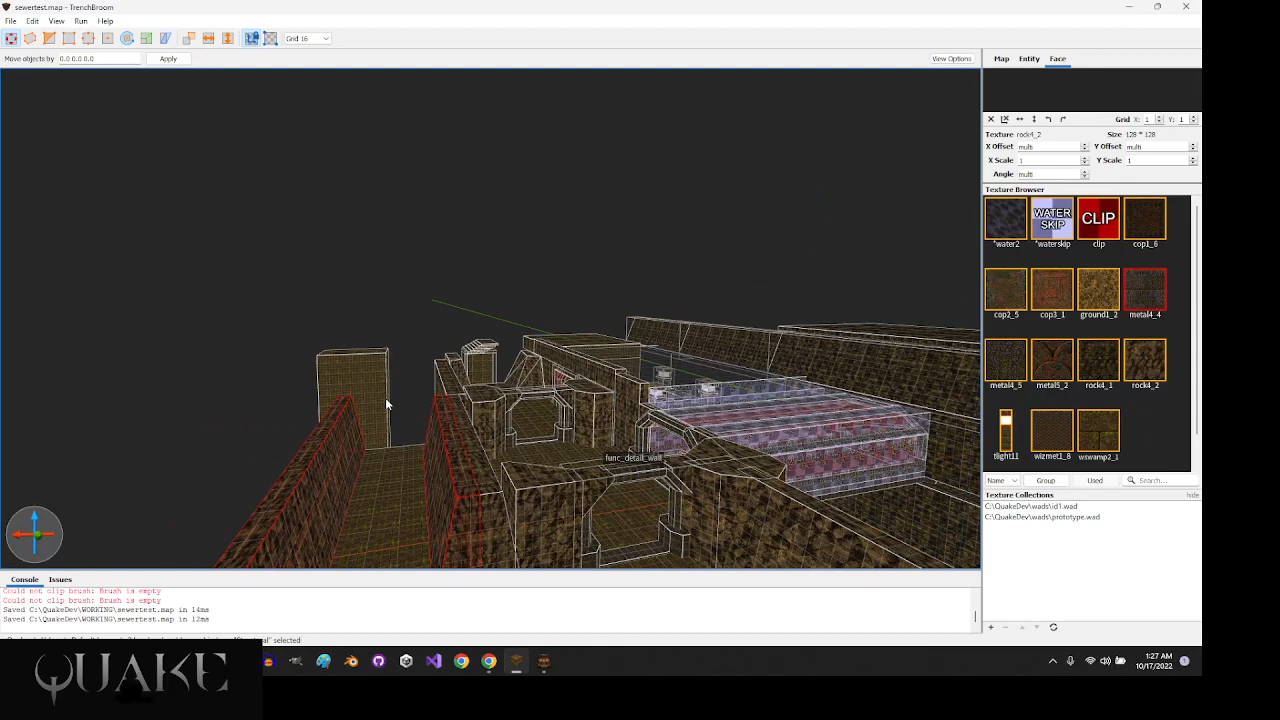 sewertest.map - TrenchBroom
File Edit View Run Help
Grid 16
Move objects by 0.0 0.0 0.0 Apply View Options
Map Entity Face
Grid X: 1 Y: 1
Texture rock4_2 Size 128 * 128
X Offset multi Y Offset multi
X Scale 1 Y Scale 1
Angle multi
Texture Browser
WATER SKIP CLIP
*water2 *waterskip clip cop1_6
cop2_5 cop3_1 ground1_2 metal4_4
metal4_5 metal5_2 rock4_1 rock4_2
tlight11 wizmet1_8 wswamp2_1
func_detail_wall
Name Group Used Search...
Texture Collections hide
C:\QuakeDev\wads\id1.wad
C:\QuakeDev\wads\prototype.wad
Console Issues
Could not clip brush: Brush is empty
Could not clip brush: Brush is empty
Saved C:\QuakeDev\WORKING\sewertest.map in 14ms
Saved C:\QuakeDev\WORKING\sewertest.map in 12ms
selected
QUAKE
1:27 AM
10/17/2022